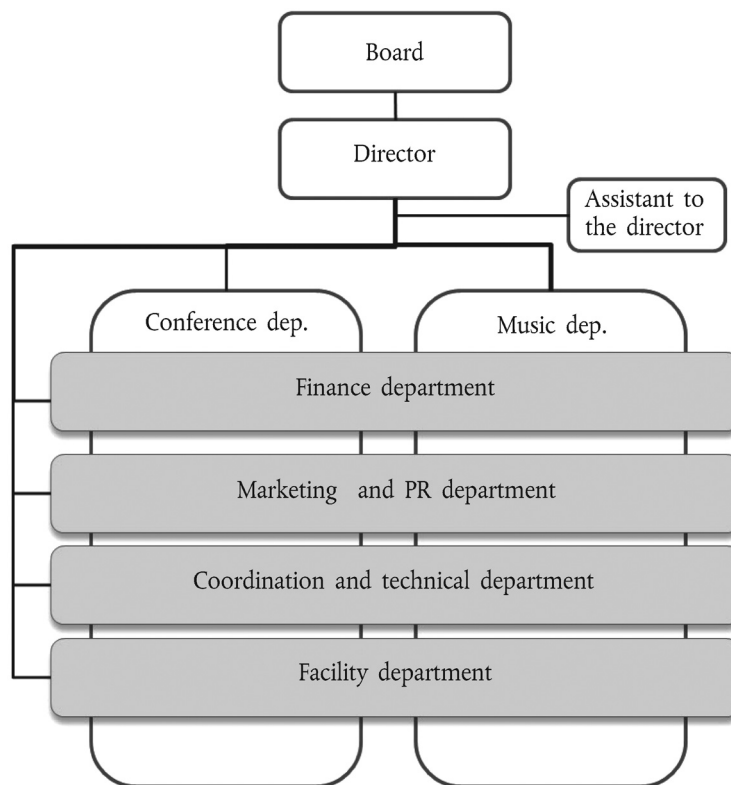 Board
Director
Assistant to
the director
Conference dep.
Music dep.
Finance department
Marketing and PR department
Coordination and technical department
Facility department